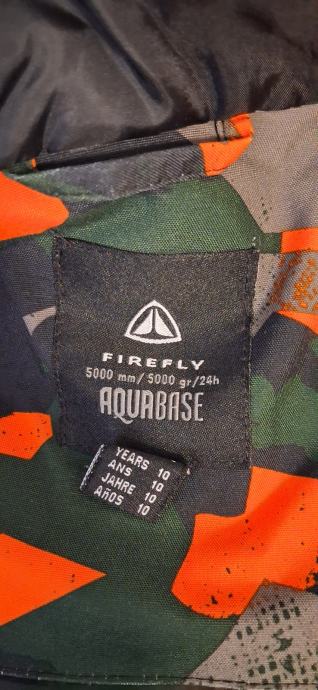 FIREFLY
5000 mm/5000 gr/24h
AQUABASE
YEARS 10
ANS 10
JAHRE 10
AÑOS 10